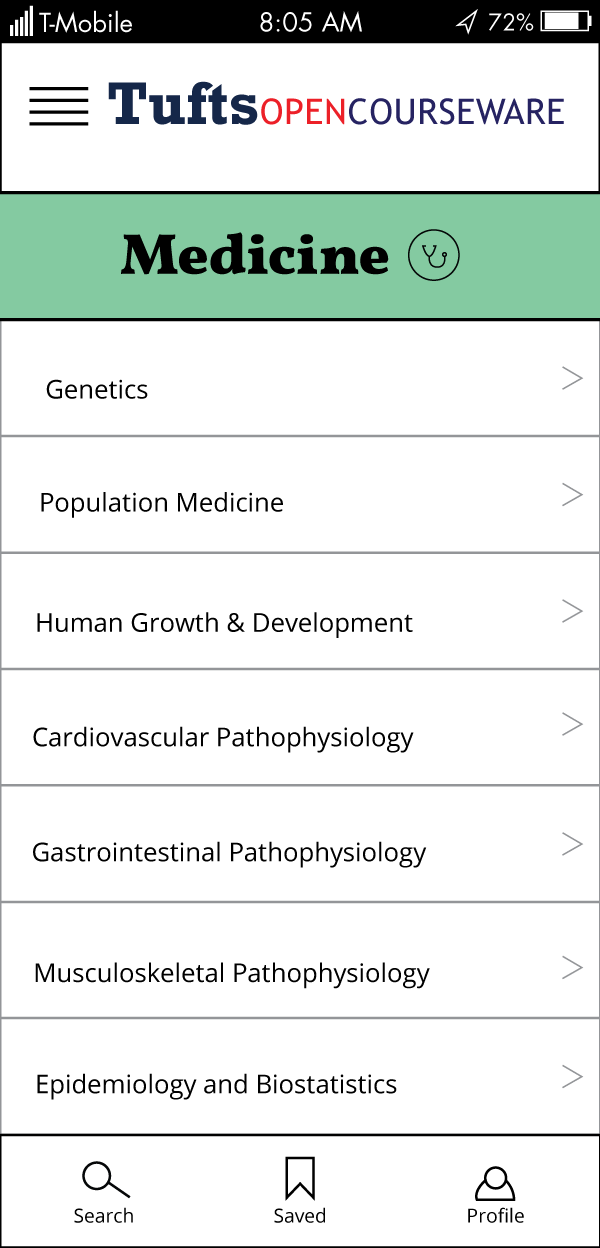 T-Mobile 8:05 AM 72%
Tufts OPENCOURSEWARE
Medicine
Genetics
Population Medicine
Human Growth & Development
Cardiovascular Pathophysiology
Gastrointestinal Pathophysiology
Musculoskeletal Pathophysiology
Epidemiology and Biostatistics
Search Saved Profile